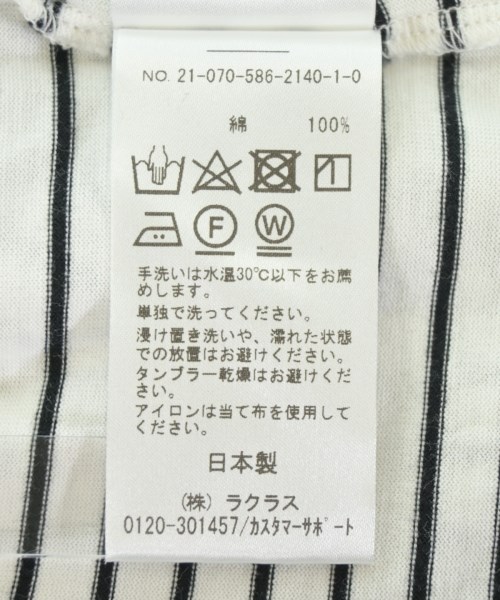 NO. 21-070-586-2140-1-0
綿 100%
F W
手洗いは水温30℃以下をお薦
めします。
単独で洗ってください。
浸け置き洗いや、濡れた状態
での放置はお避けください。
タンブラー乾燥はお避けくだ
さい。
アイロンは当て布を使用して
ください。
日本製
(株) ラクラス
0120-301457/カスタマーサポート